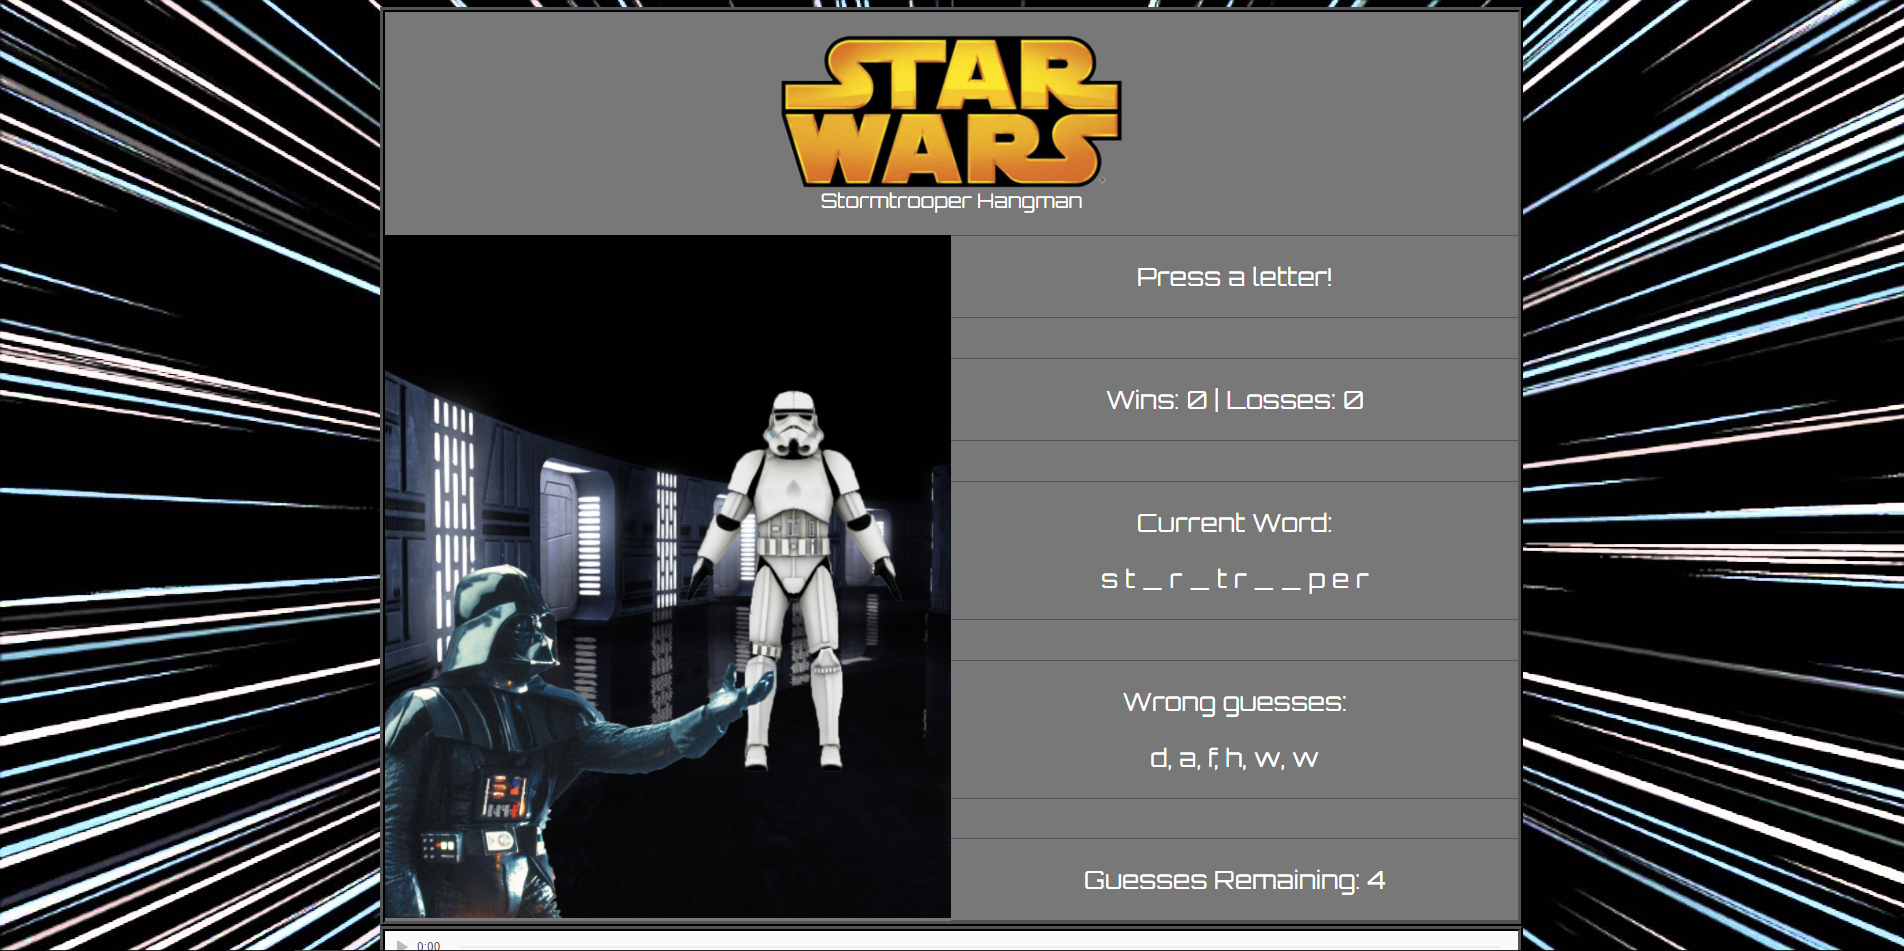 STAR
WARS
Stormtrooper Hangman
Press a letter!
Wins: 0 | Losses: 0
Current Word:
s t _ r _ t r _ _ p e r
Wrong guesses:
d, a, f, h, w, w
Guesses Remaining: 4
0:00